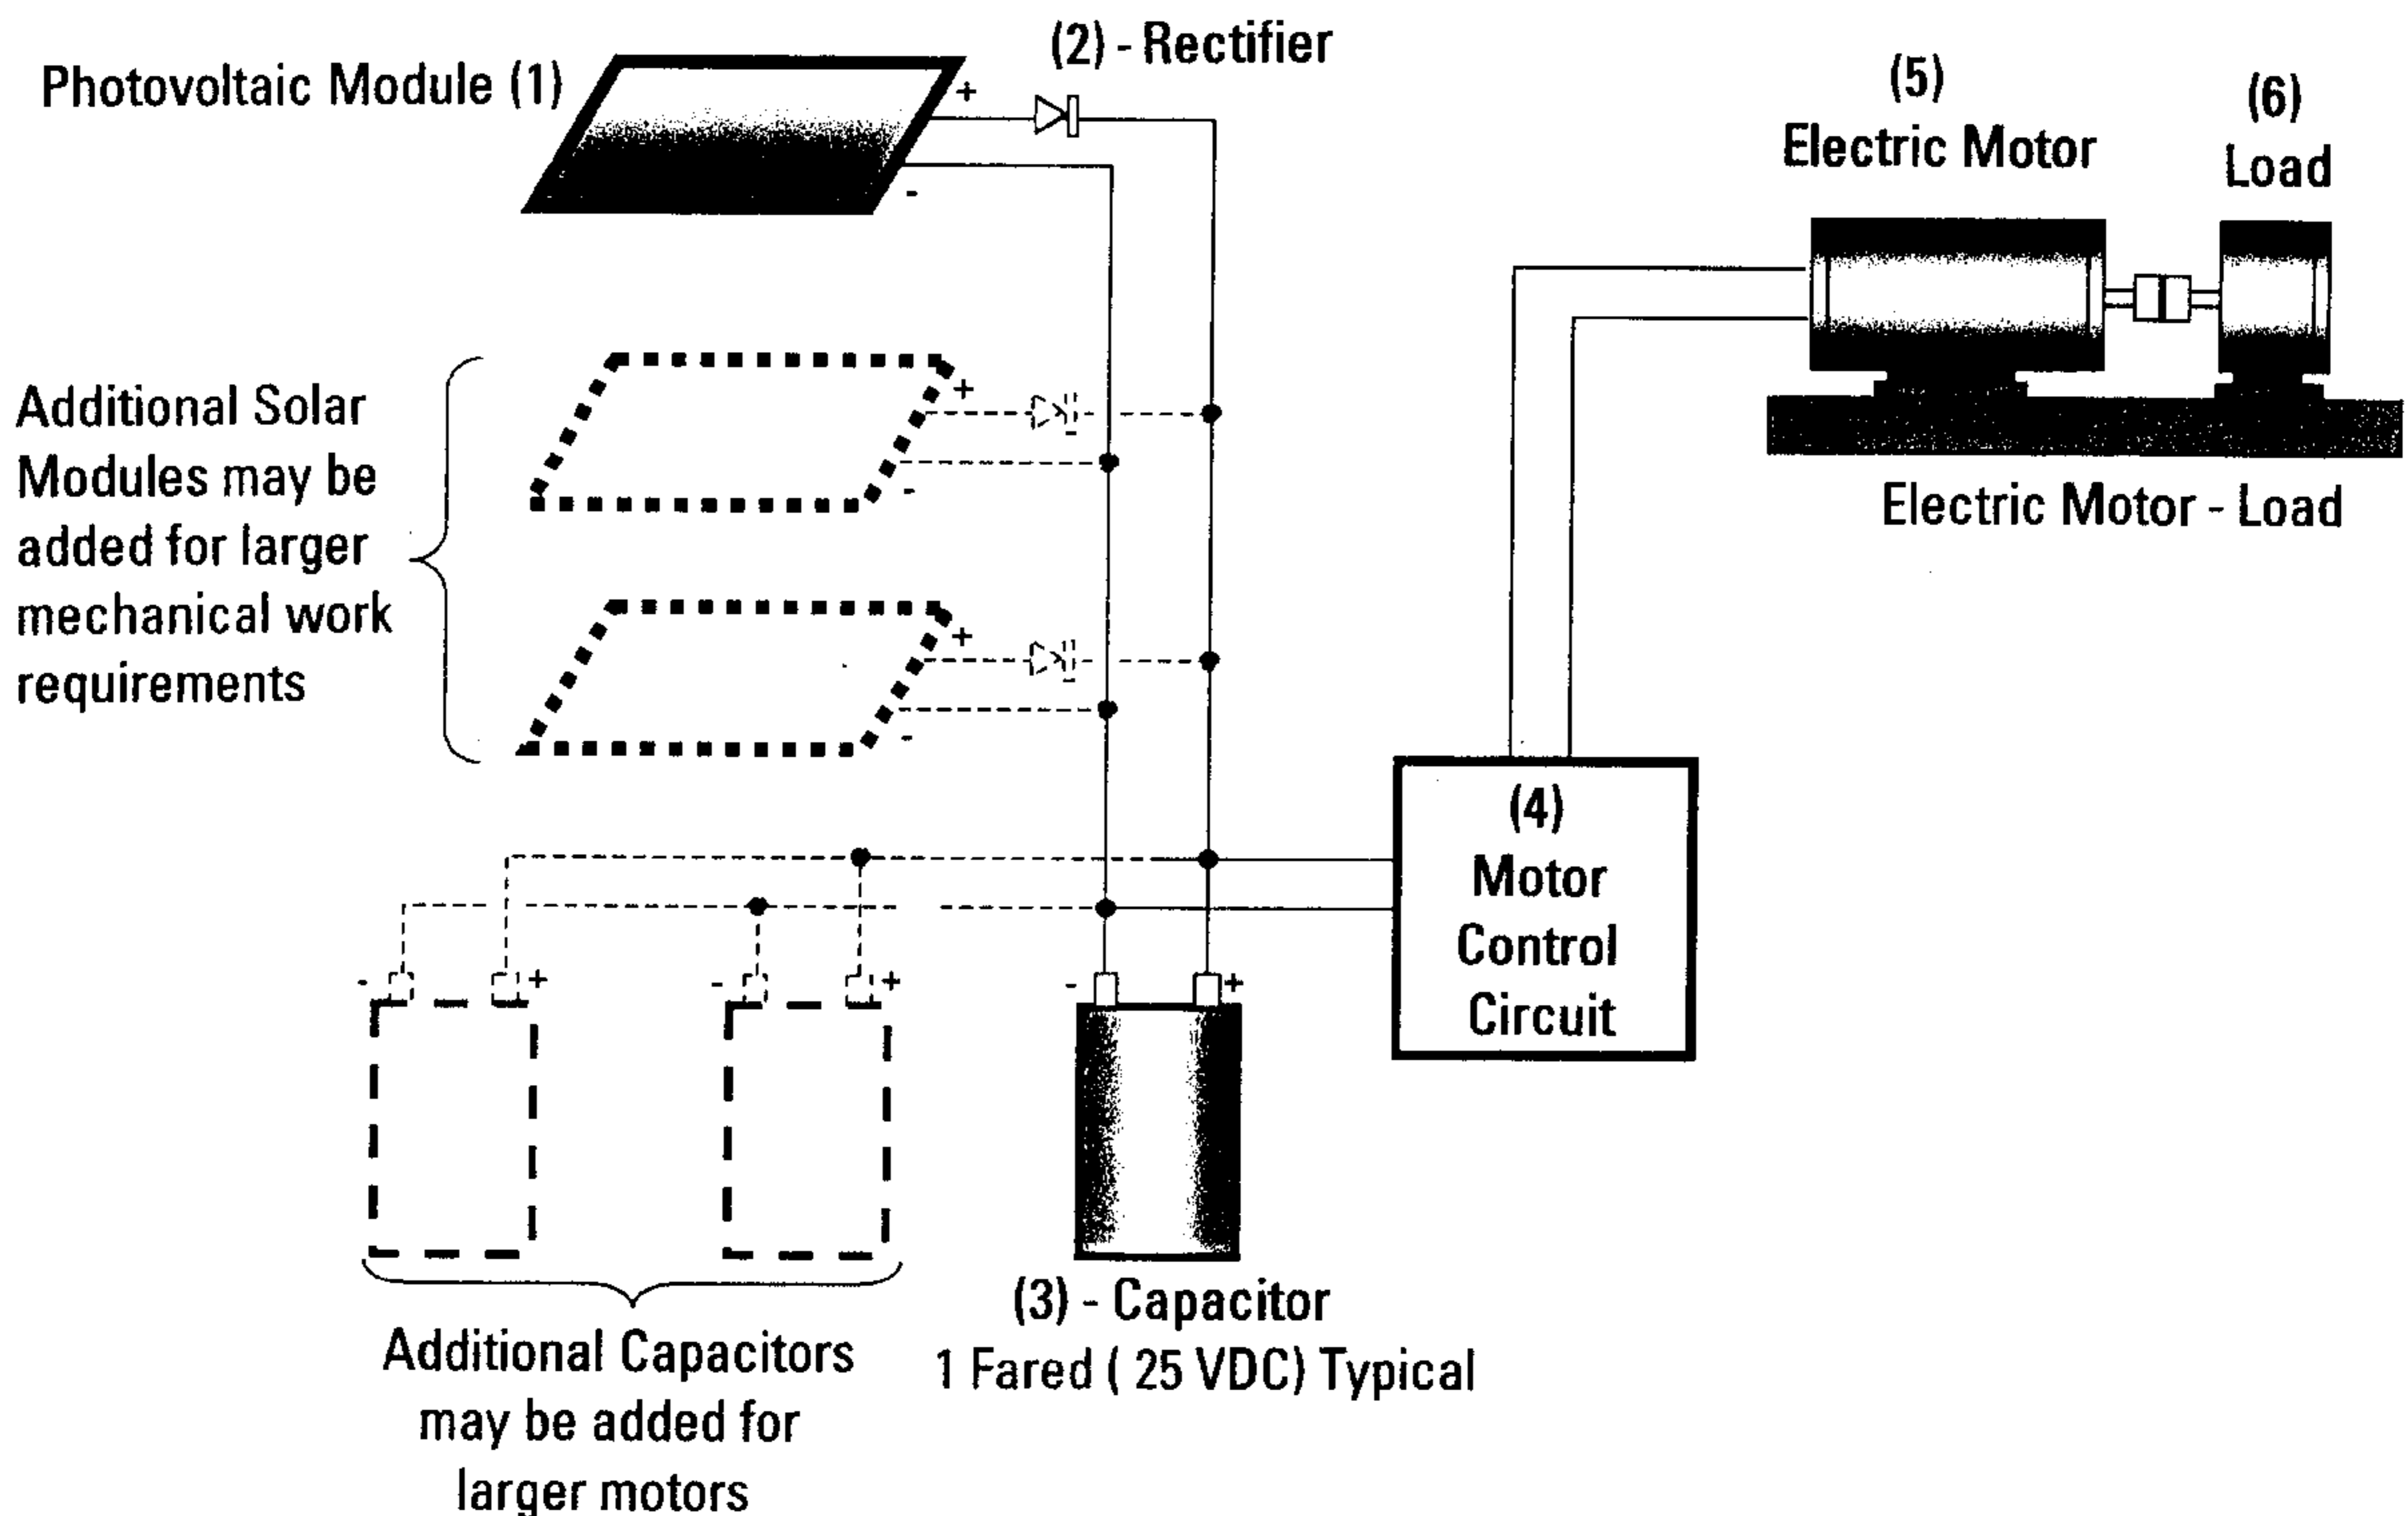 Photovoltaic Module (1)
(2) - Rectifier
+
-
(5)
Electric Motor
(6)
Load
Electric Motor - Load
Additional Solar
Modules may be
added for larger
mechanical work
requirements
+
-
-
+
-
(4)
Motor
Control
Circuit
- +
- +
- +
Additional Capacitors
may be added for
larger motors
(3) - Capacitor
1 Fared ( 25 VDC) Typical